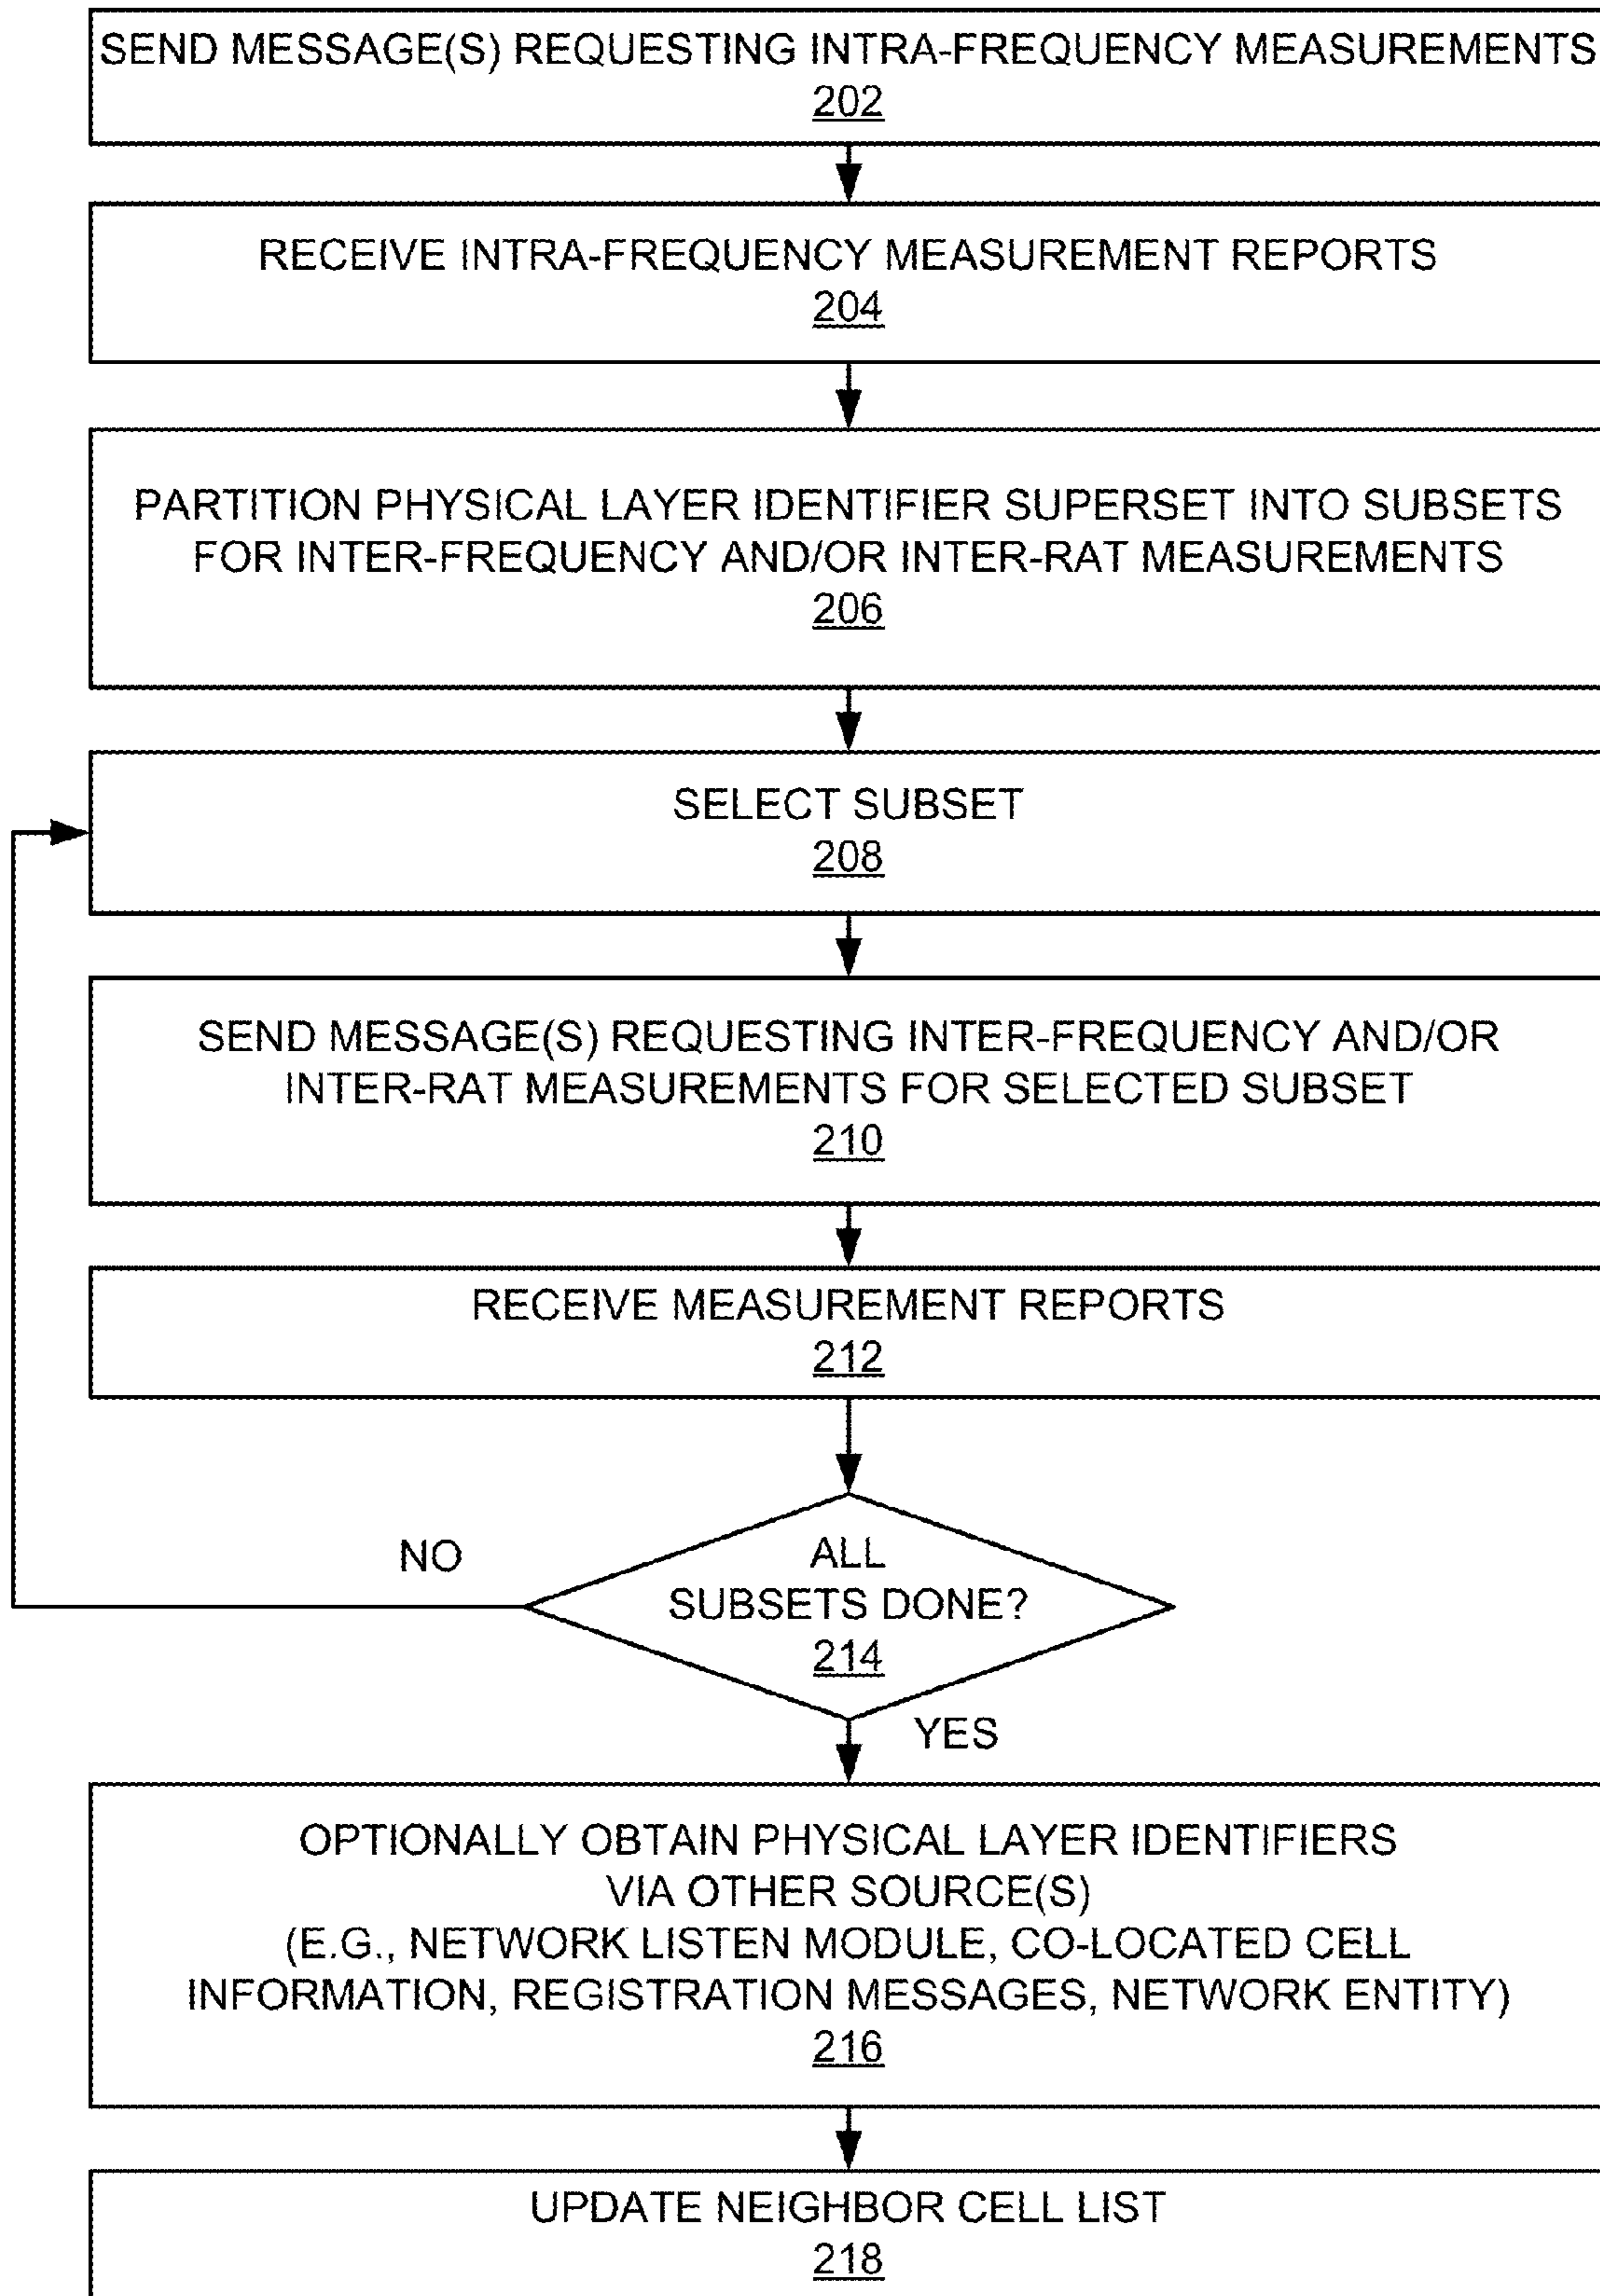 SEND MESSAGE(S) REQUESTING INTRA-FREQUENCY MEASUREMENTS
202
RECEIVE INTRA-FREQUENCY MEASUREMENT REPORTS
204
PARTITION PHYSICAL LAYER IDENTIFIER SUPERSET INTO SUBSETS
FOR INTER-FREQUENCY AND/OR INTER-RAT MEASUREMENTS
206
SELECT SUBSET
208
SEND MESSAGE(S) REQUESTING INTER-FREQUENCY AND/OR
INTER-RAT MEASUREMENTS FOR SELECTED SUBSET
210
RECEIVE MEASUREMENT REPORTS
212
NO
ALL
SUBSETS DONE?
214
YES
OPTIONALLY OBTAIN PHYSICAL LAYER IDENTIFIERS
VIA OTHER SOURCE(S)
(E.G., NETWORK LISTEN MODULE, CO-LOCATED CELL
INFORMATION, REGISTRATION MESSAGES, NETWORK ENTITY)
216
UPDATE NEIGHBOR CELL LIST
218